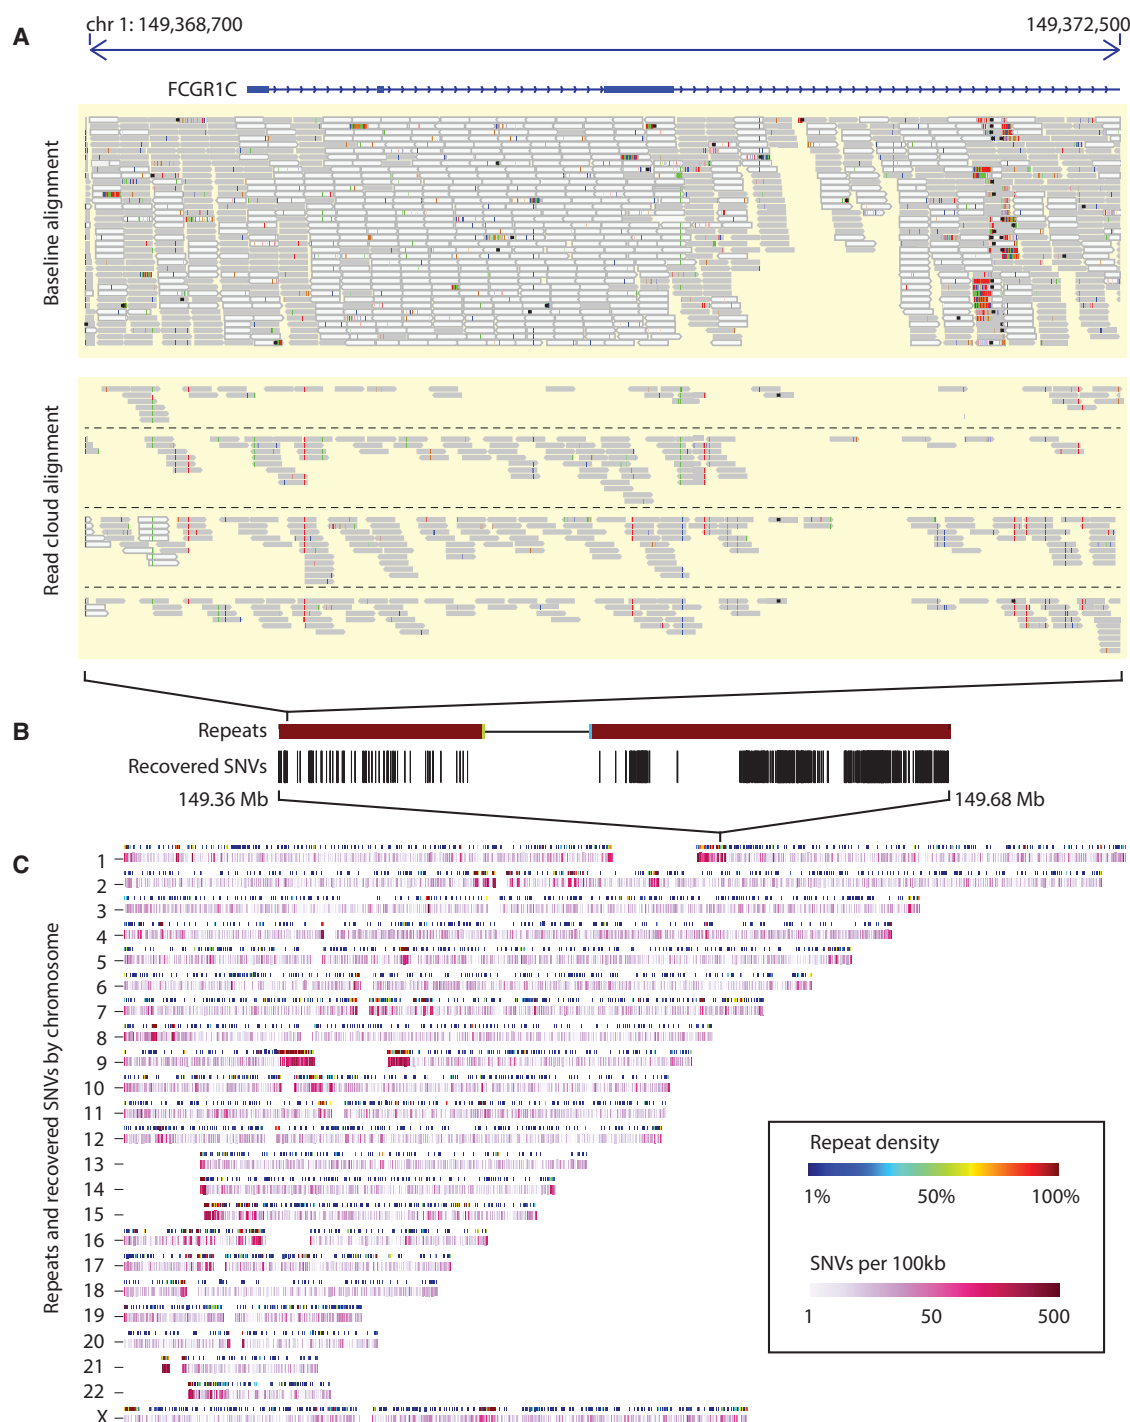 A
chr 1: 149,368,700
149,372,500
FCGR1C
Baseline alignment
Read cloud alignment
B
Repeats
Recovered SNVs
149.36 Mb
149.68 Mb
C
Repeats and recovered SNVs by chromosome
1
2
3
4
5
6
7
8
9
10
11
12
13
14
15
16
17
18
19
20
21
22
X
Repeat density
1%
50%
100%
SNVs per 100kb
1
50
500